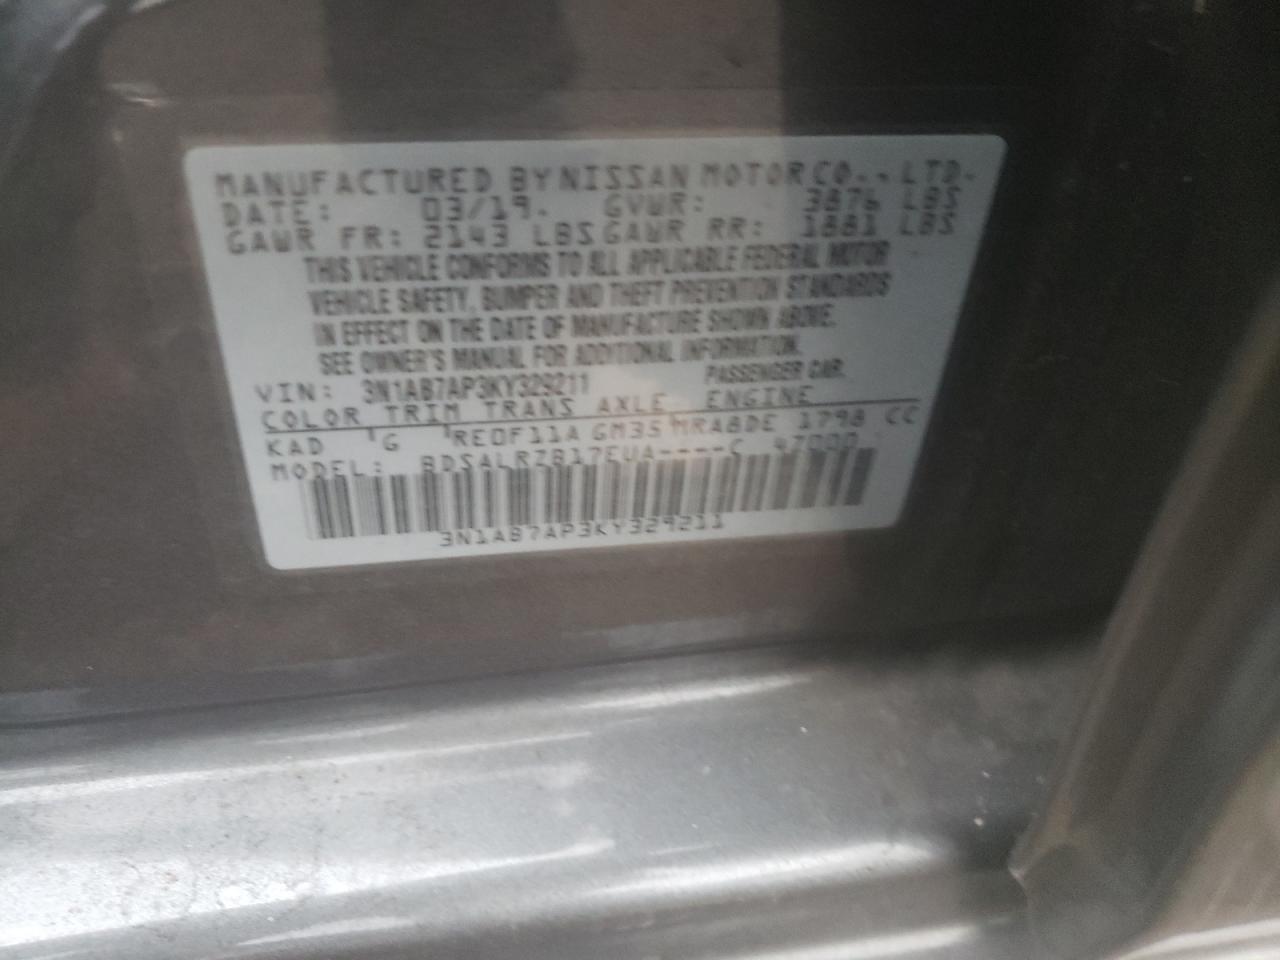 MANUFACTURED BY NISSAN MOTOR CO., LTD.
DATE: 03/19. GVWR: 3876 LBS
GAWR FR: 2143 LBS GAWR RR: 1881 LBS
THIS VEHICLE CONFORMS TO ALL APPLICABLE FEDERAL MOTOR
VEHICLE SAFETY, BUMPER AND THEFT PREVENTION STANDARDS
IN EFFECT ON THE DATE OF MANUFACTURE SHOWN ABOVE.
SEE OWNER'S MANUAL FOR ADDITIONAL INFORMATION.
PASSENGER CAR.
VIN: 3N1AB7AP3KY329211
COLOR TRIM TRANS AXLE ENGINE
KAD G RE0F11A GM35 MRA8DE 1798 CC
MODEL: BDSALRZB17EUA----C 47000
3N1AB7AP3KY329211